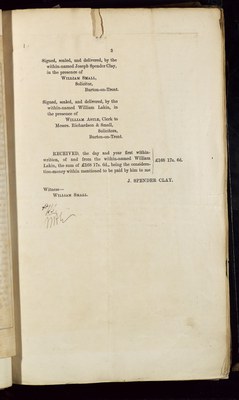 3
Signed, sealed, and delivered, by the
within-named Joseph Spender Clay,
in the presence of
WILLIAM SMALL,
Solicitor,
Burton-on-Trent.
Signed, sealed, and delivered, by the
within-named William Lakin, in
the presence of
WILLIAM ADIE, Clerk to
Messrs. Richardson & Small,
Solicitors,
Burton-on-Trent.
RECEIVED, the day and year first within-
written, of and from the within-named William
Lakin, the sum of £168 17s. 6d., being the considera-
tion-money within mentioned to be paid by him to me
£168 17s. 6d.
J. SPENDER CLAY.
Witness—
WILLIAM SMALL.